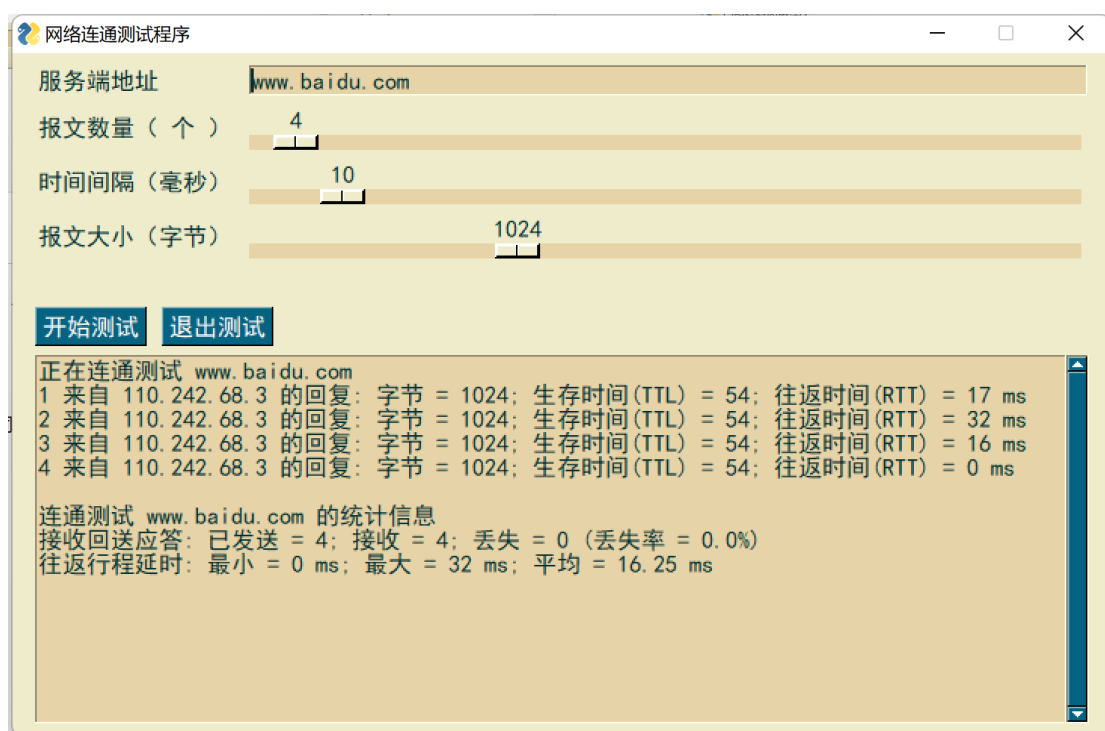 网络连通测试程序
服务端地址 www.baidu.com
报文数量（ 个 ） 4
时间间隔（毫秒） 10
报文大小（字节） 1024
开始测试 退出测试
正在连通测试 www.baidu.com
1 来自 110.242.68.3 的回复: 字节 = 1024; 生存时间(TTL) = 54; 往返时间(RTT) = 17 ms
2 来自 110.242.68.3 的回复: 字节 = 1024; 生存时间(TTL) = 54; 往返时间(RTT) = 32 ms
3 来自 110.242.68.3 的回复: 字节 = 1024; 生存时间(TTL) = 54; 往返时间(RTT) = 16 ms
4 来自 110.242.68.3 的回复: 字节 = 1024; 生存时间(TTL) = 54; 往返时间(RTT) = 0 ms
连通测试 www.baidu.com 的统计信息
接收回送应答: 已发送 = 4; 接收 = 4; 丢失 = 0 (丢失率 = 0.0%)
往返行程延时: 最小 = 0 ms; 最大 = 32 ms; 平均 = 16.25 ms